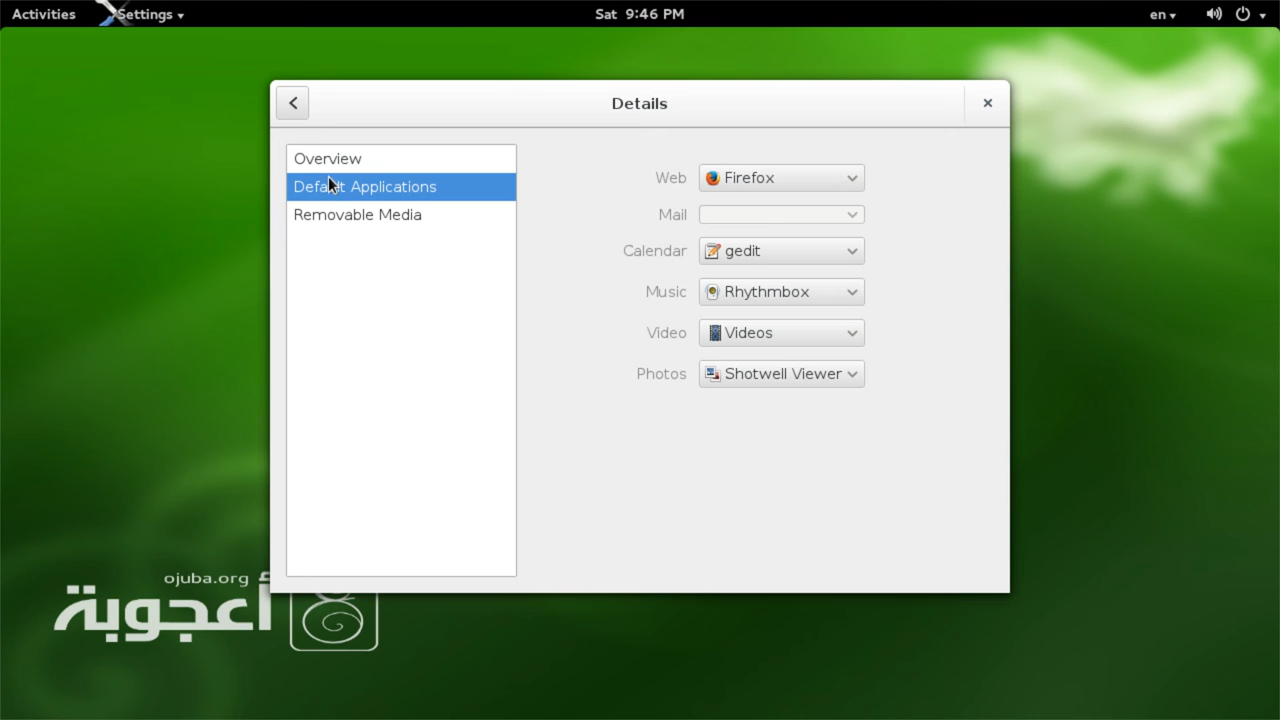 Activities Settings Sat 9:46 PM en
Details
Overview
Default Applications
Removable Media
Web Firefox
Mail
Calendar gedit
Music Rhythmbox
Video Videos
Photos Shotwell Viewer
ojuba.org
أعجوبة